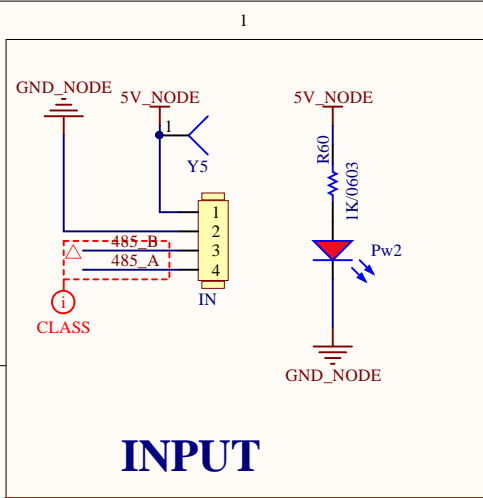 1
GND_NODE
5V_NODE
5V_NODE
1
Y5
R60
1K/0603
1
2
485_B
3
485_A
4
Pw2
IN
i
CLASS
GND_NODE
INPUT